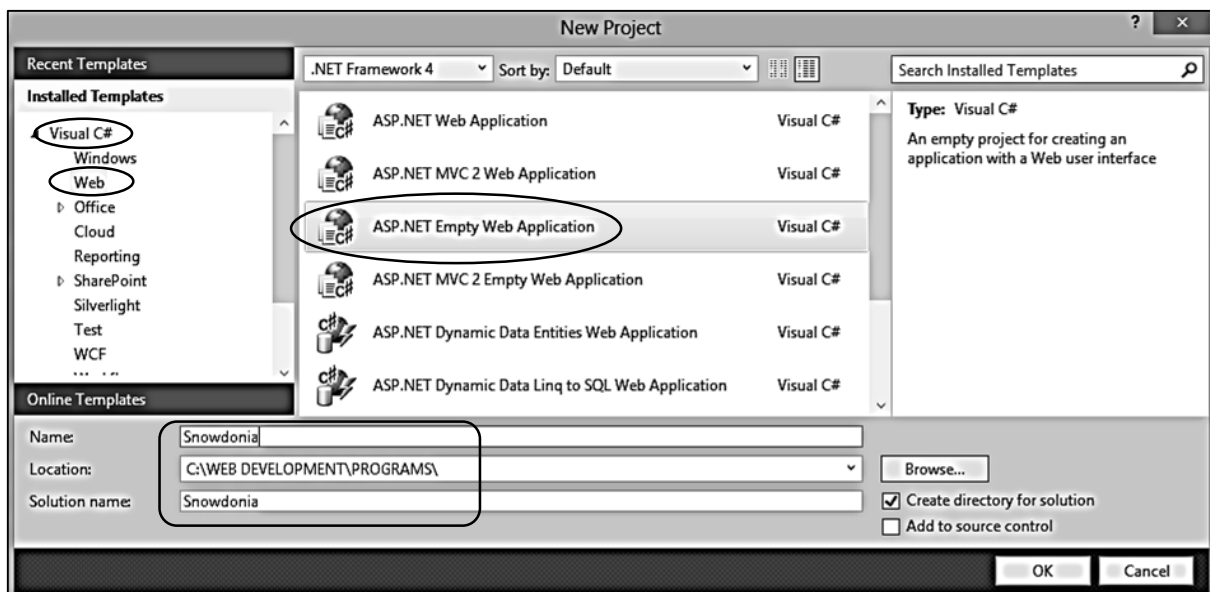 New Project
? ×
Recent Templates
.NET Framework 4 Sort by: Default
Search Installed Templates
Installed Templates
Visual C#
Windows
Web
Office
Cloud
Reporting
SharePoint
Silverlight
Test
WCF
ASP.NET Web Application Visual C#
ASP.NET MVC 2 Web Application Visual C#
ASP.NET Empty Web Application Visual C#
ASP.NET MVC 2 Empty Web Application Visual C#
ASP.NET Dynamic Data Entities Web Application Visual C#
ASP.NET Dynamic Data Linq to SQL Web Application Visual C#
Type: Visual C#
An empty project for creating an
application with a Web user interface
Online Templates
Name: Snowdonia
Location: C:\WEB DEVELOPMENT\PROGRAMS\
Browse...
Solution name: Snowdonia
Create directory for solution
Add to source control
OK Cancel